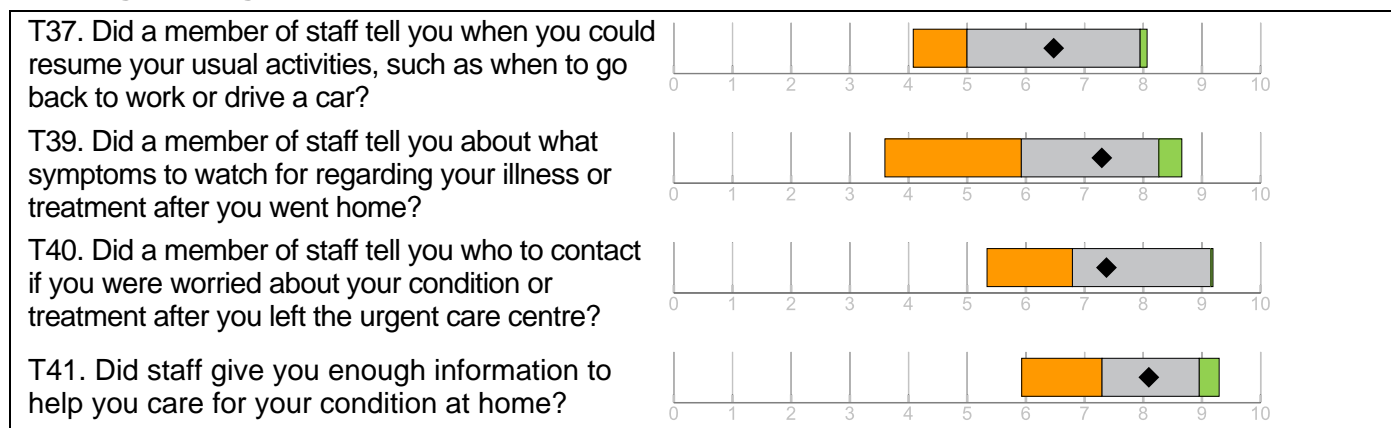 T37. Did a member of staff tell you when you could
resume your usual activities, such as when to go
back to work or drive a car?
0 1 2 3 4 5 6 7 8 9 10
T39. Did a member of staff tell you about what
symptoms to watch for regarding your illness or
treatment after you went home?
0 1 2 3 4 5 6 7 8 9 10
T40. Did a member of staff tell you who to contact
if you were worried about your condition or
treatment after you left the urgent care centre?
0 1 2 3 4 5 6 7 8 9 10
T41. Did staff give you enough information to
help you care for your condition at home?
0 1 2 3 4 5 6 7 8 9 10